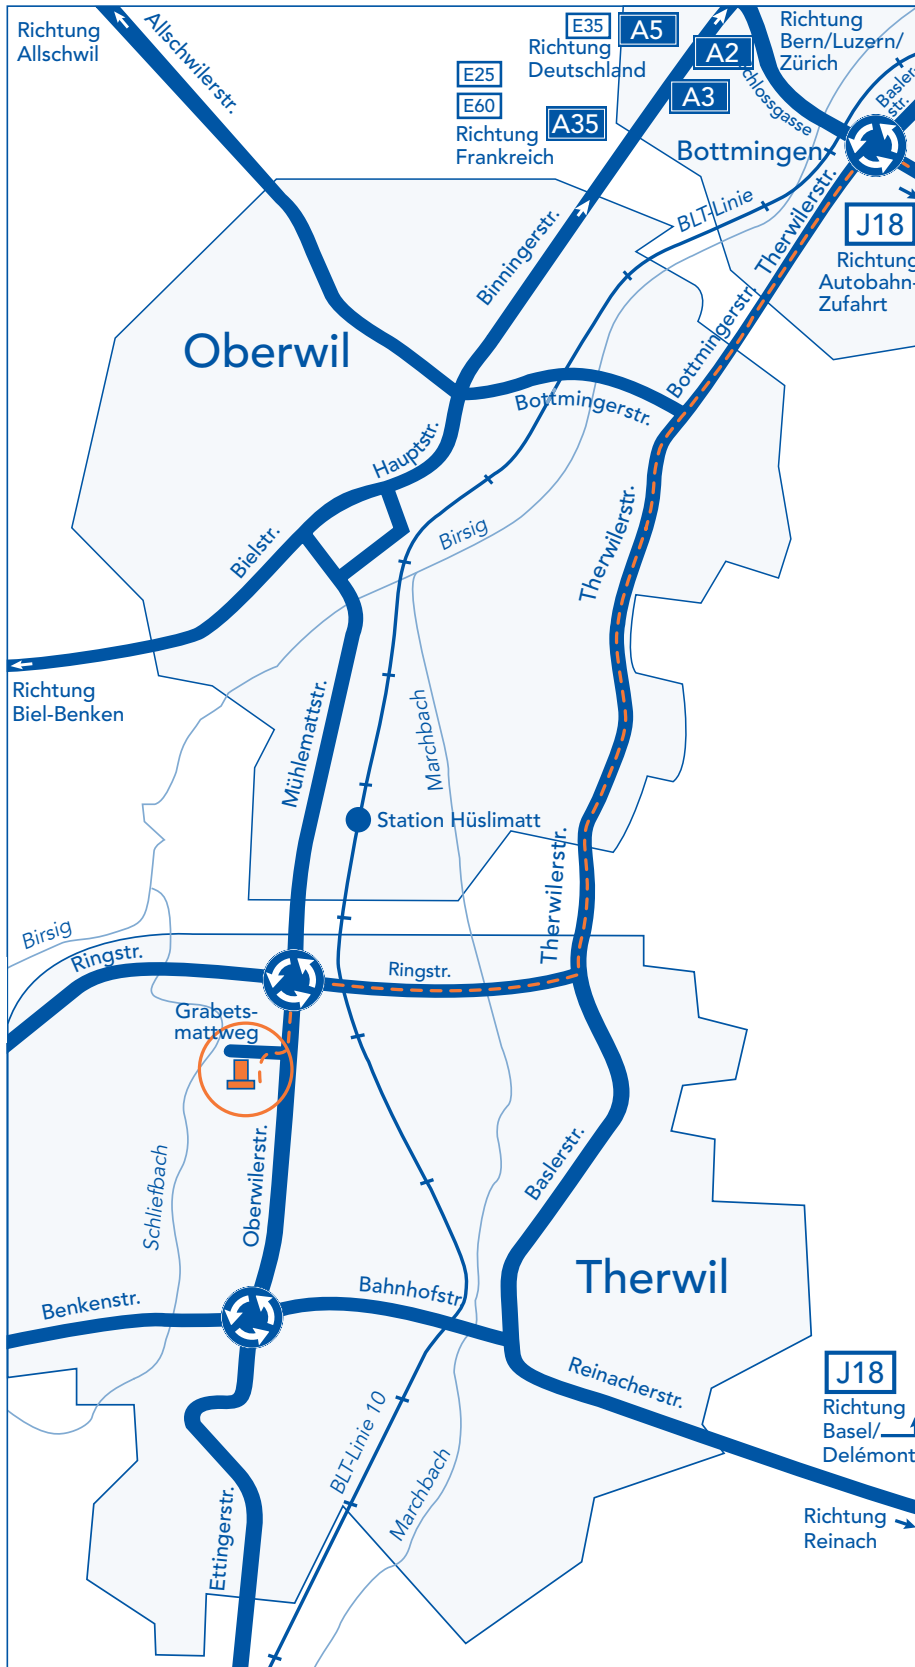 Richtung
Allschwil
Allschwilerstr.
E35
A5
Richtung
Deutschland
A2
Richtung
Bern/Luzern/
Zürich
E25
E60
A35
A3
Richtung
Frankreich
Schlossgasse
Basler-
str.
Bottmingen
BLT-Linie
Therwilerstr.
J18
Richtung
Autobahn-
Zufahrt
Binningerstr.
Oberwil
Bottmingerstr.
Bottmingerstr.
Hauptstr.
Bielstr.
Birsig
Therwilerstr.
Richtung
Biel-Benken
Mühlemattstr.
Marchbach
Station Hüslimatt
Therwilerstr.
Birsig
Ringstr.
Ringstr.
Grabets-
mattweg
Schliefbach
Oberwilerstr.
Baslerstr.
Therwil
Benkenstr.
Bahnhofstr.
Reinacherstr.
J18
Richtung
Basel/
Delémont
BLT-Linie 10
Marchbach
Ettingerstr.
Richtung
Reinach